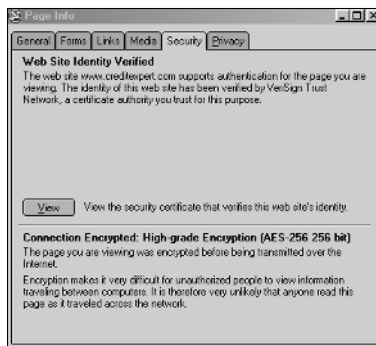 Page Info
General Forms Links Media Security Privacy
Web Site Identity Verified
The web site www.creditexpert.com supports authentication for the page you are
viewing. The identity of this web site has been verified by VeriSign Trust
Network, a certificate authority you trust for this purpose.
View View the security certificate that verifies this web site's identity.
Connection Encrypted: High-grade Encryption (AES-256 256 bit)
The page you are viewing was encrypted before being transmitted over the
Internet.
Encryption makes it very difficult for unauthorized people to view information
traveling between computers. It is therefore very unlikely that anyone read this
page as it traveled across the network.